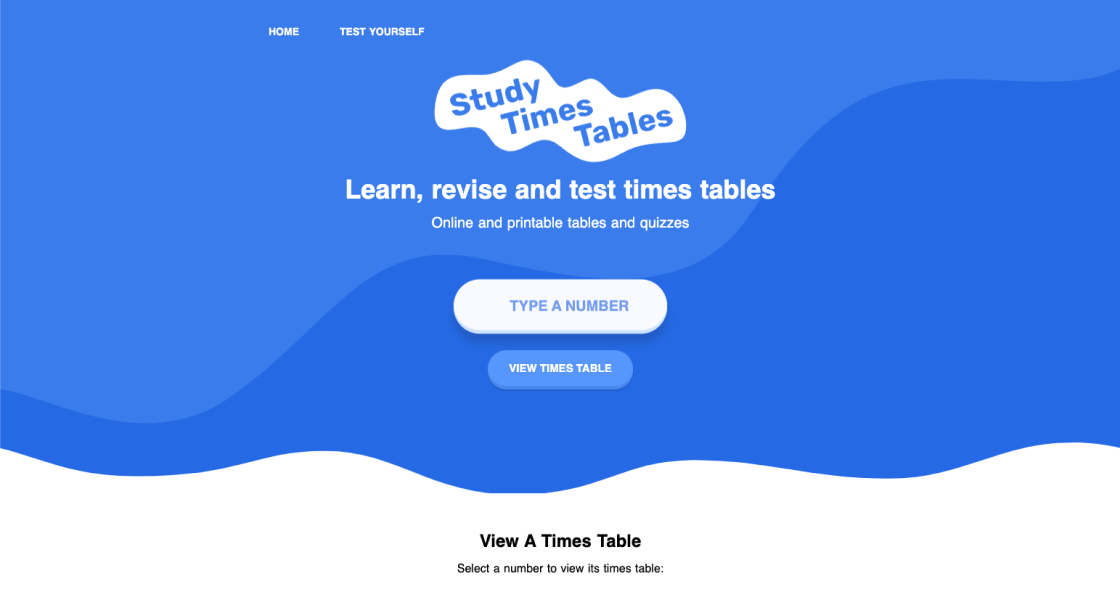 HOME TEST YOURSELF
Study
Times
Tables
Learn, revise and test times tables
Online and printable tables and quizzes
TYPE A NUMBER
VIEW TIMES TABLE
View A Times Table
Select a number to view its times table: